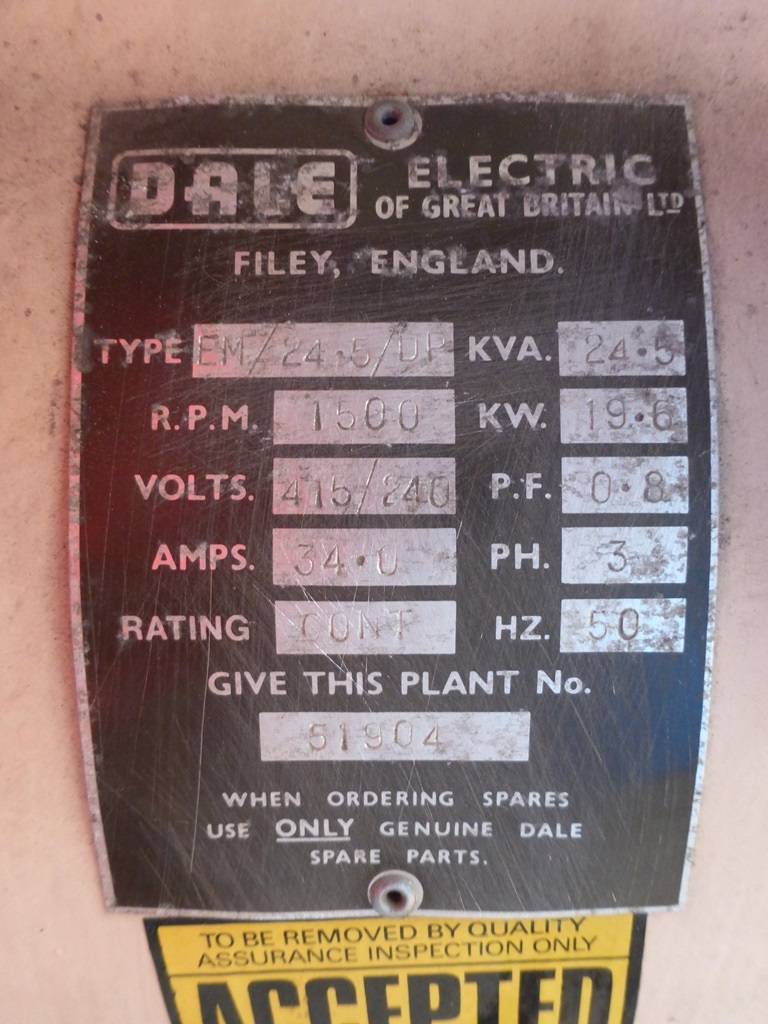 DALE ELECTRIC
OF GREAT BRITAIN LTD
FILEY, ENGLAND.
TYPE EM/24.5/DP KVA. 24.5
R.P.M. 1500 KW. 19.6
VOLTS. 415/240 P.F. 0.8
AMPS. 34.0 PH. 3
RATING CONT HZ. 50
GIVE THIS PLANT No.
51904
WHEN ORDERING SPARES
USE ONLY GENUINE DALE
SPARE PARTS.
TO BE REMOVED BY QUALITY
ASSURANCE INSPECTION ONLY
ACCEPTED